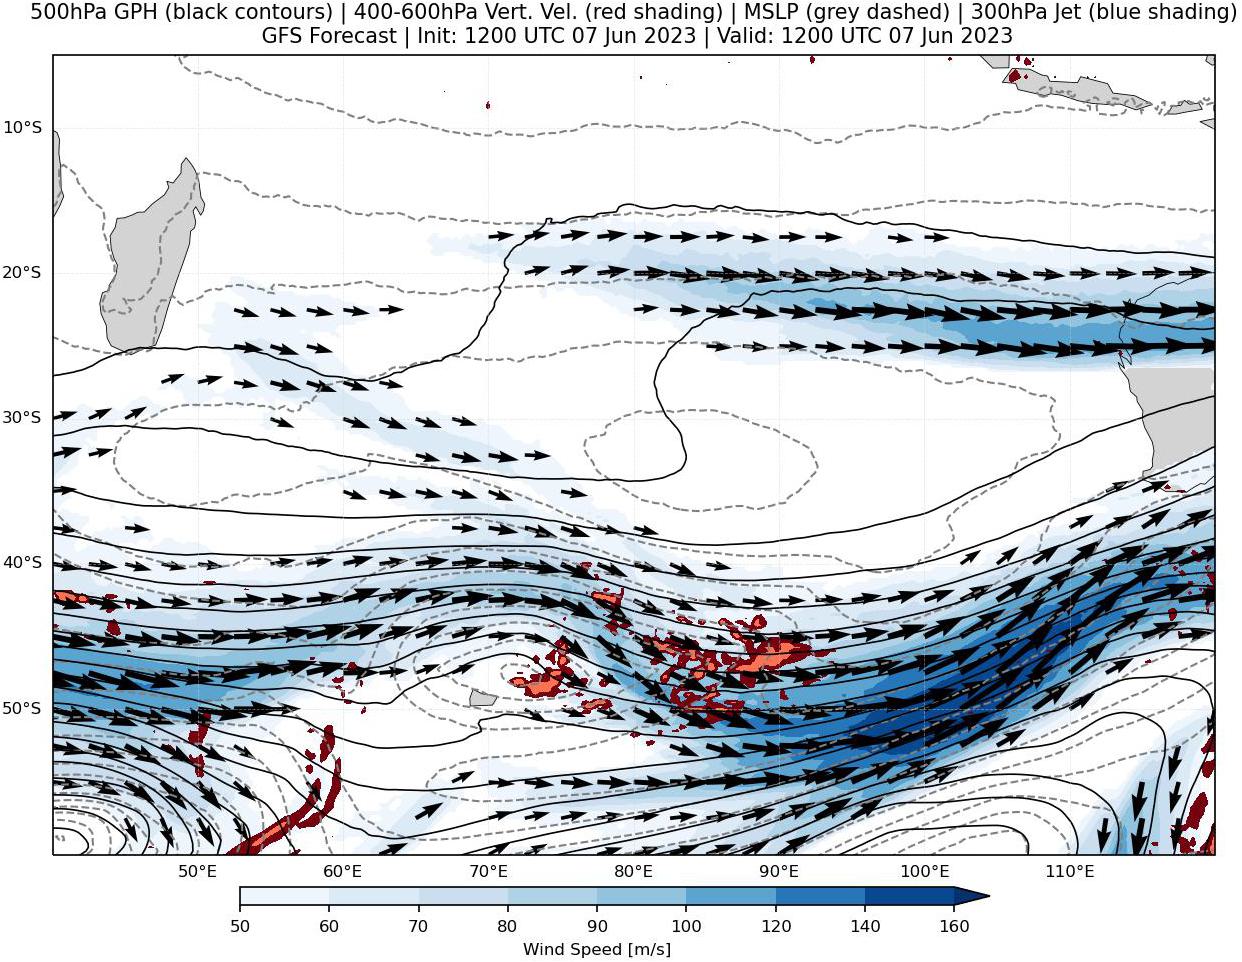 500hPa GPH (black contours) | 400-600hPa Vert. Vel. (red shading) | MSLP (grey dashed) | 300hPa Jet (blue shading)
GFS Forecast | Init: 1200 UTC 07 Jun 2023 | Valid: 1200 UTC 07 Jun 2023
10°S
20°S
30°S
40°S
50°S
50°E 60°E 70°E 80°E 90°E 100°E 110°E
50 60 70 80 90 100 120 140 160
Wind Speed [m/s]